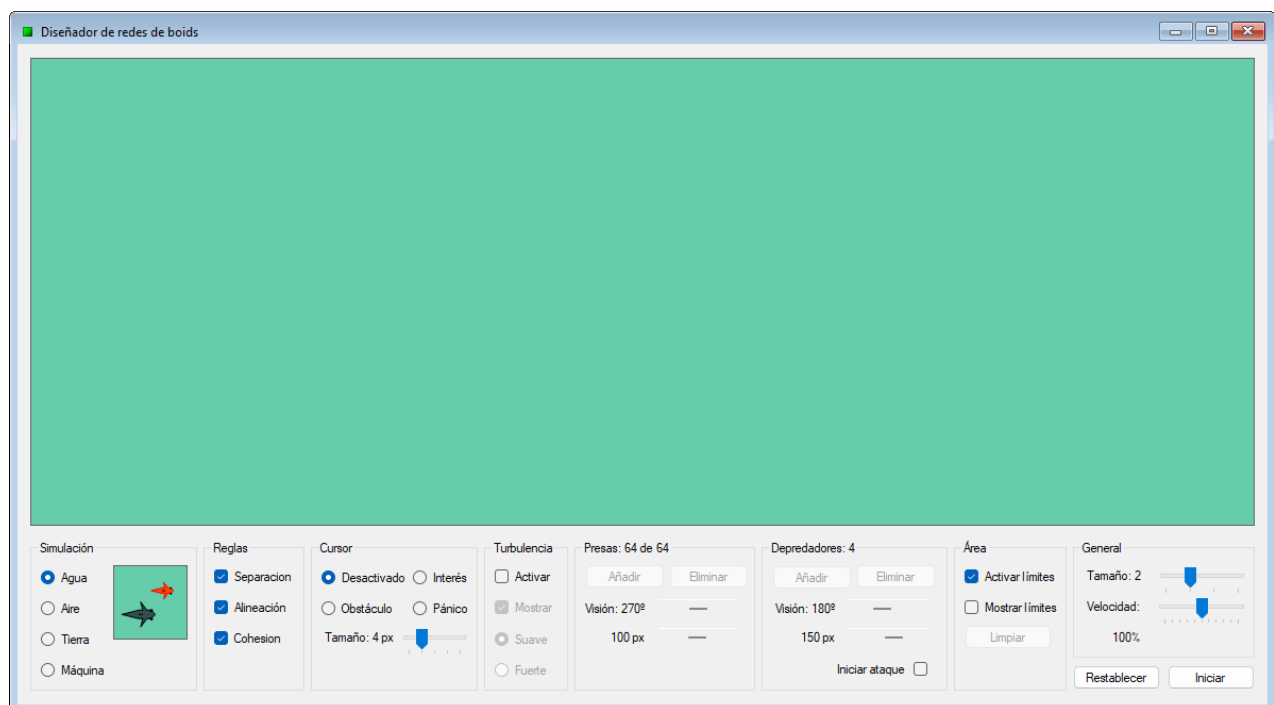 Diseñador de redes de boids
Simulación
Agua
Aire
Tierra
Máquina
Reglas
Separacion
Alineación
Cohesion
Cursor
Desactivado Interés
Obstáculo Pánico
Tamaño: 4 px
Turbulencia
Activar
Mostrar
Suave
Fuerte
Presas: 64 de 64
Añadir Eliminar
Visión: 270º
100 px
Depredadores: 4
Añadir Eliminar
Visión: 180º
150 px
Iniciar ataque
Área
Activar límites
Mostrar límites
Limpiar
General
Tamaño: 2
Velocidad:
100%
Restablecer Iniciar